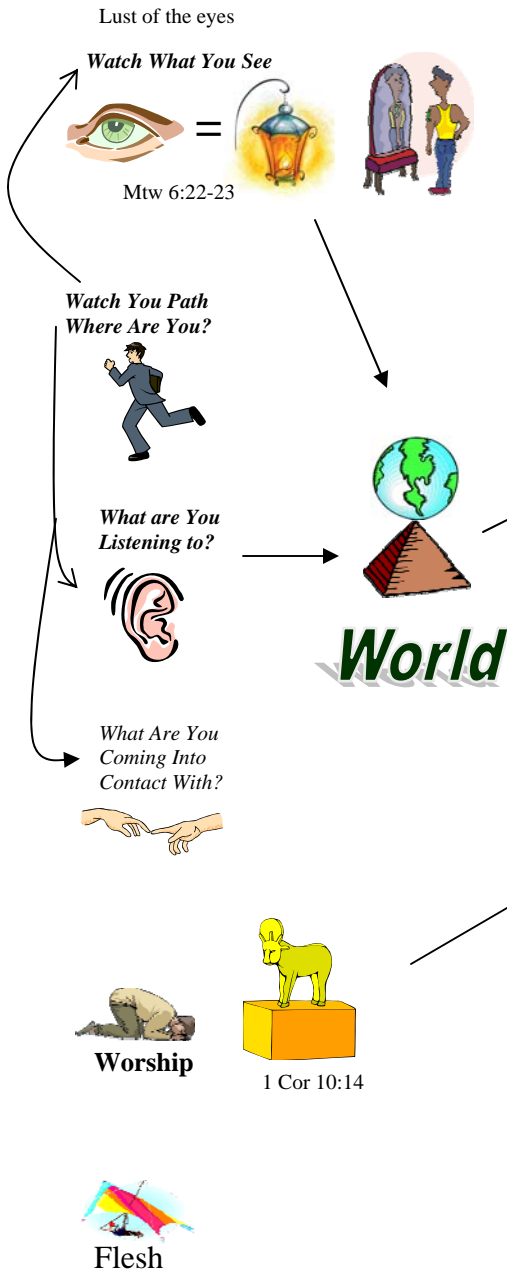 Lust of the eyes
Watch What You See
=
Mtw 6:22-23
Watch You Path
Where Are You?
What are You
Listening to?
World
What Are You
Coming Into
Contact With?
Worship
1 Cor 10:14
Flesh